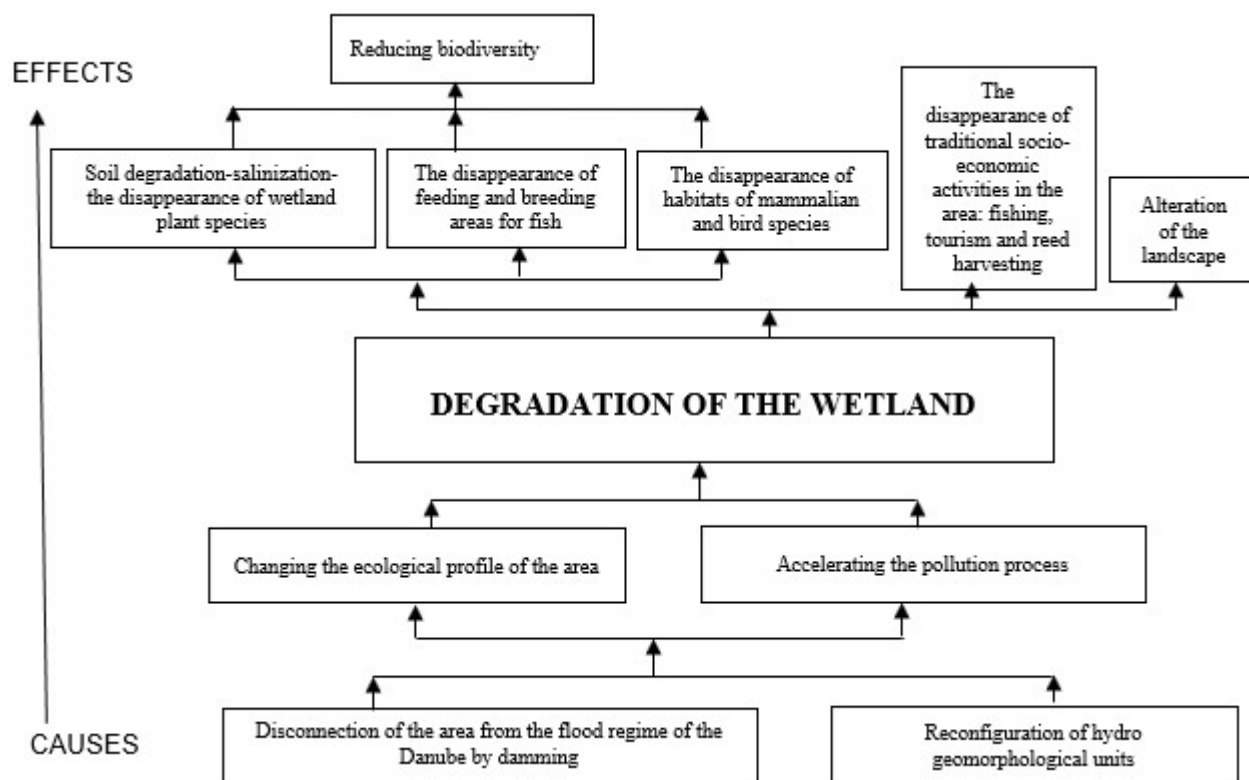 Reducing biodiversity
EFFECTS
The
disappearance of
traditional socio-
economic
activities in the
area: fishing,
tourism and reed
harvesting
Soil degradation-salinization-
the disappearance of wetland
plant species
The disappearance of
feeding and breeding
areas for fish
The disappearance of
habitats of mammalian
and bird species
Alteration
of the
landscape
DEGRADATION OF THE WETLAND
Changing the ecological profile of the area
Accelerating the pollution process
CAUSES
Disconnection of the area from the flood regime of the
Danube by damming
Reconfiguration of hydro
geomorphological units